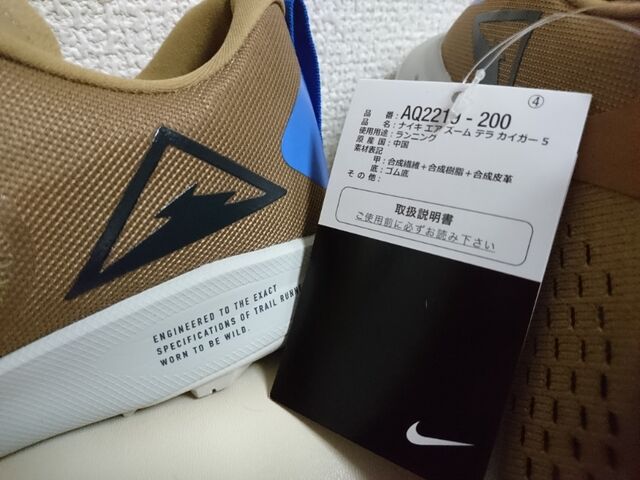 ENGINEERED TO THE EXACT
SPECIFICATIONS OF TRAIL RUNNE
WORN TO BE WILD.
④
品 番 : AQ2219 - 200
品 名 : ナイキ エア ズーム テラ カイガー 5
使用用途 : ランニング
原 産 国 : 中国
素材表記
甲 : 合成繊維+合成樹脂+合成皮革
底 : ゴム底
その他 :
取扱説明書
ご使用前に必ずお読み下さい